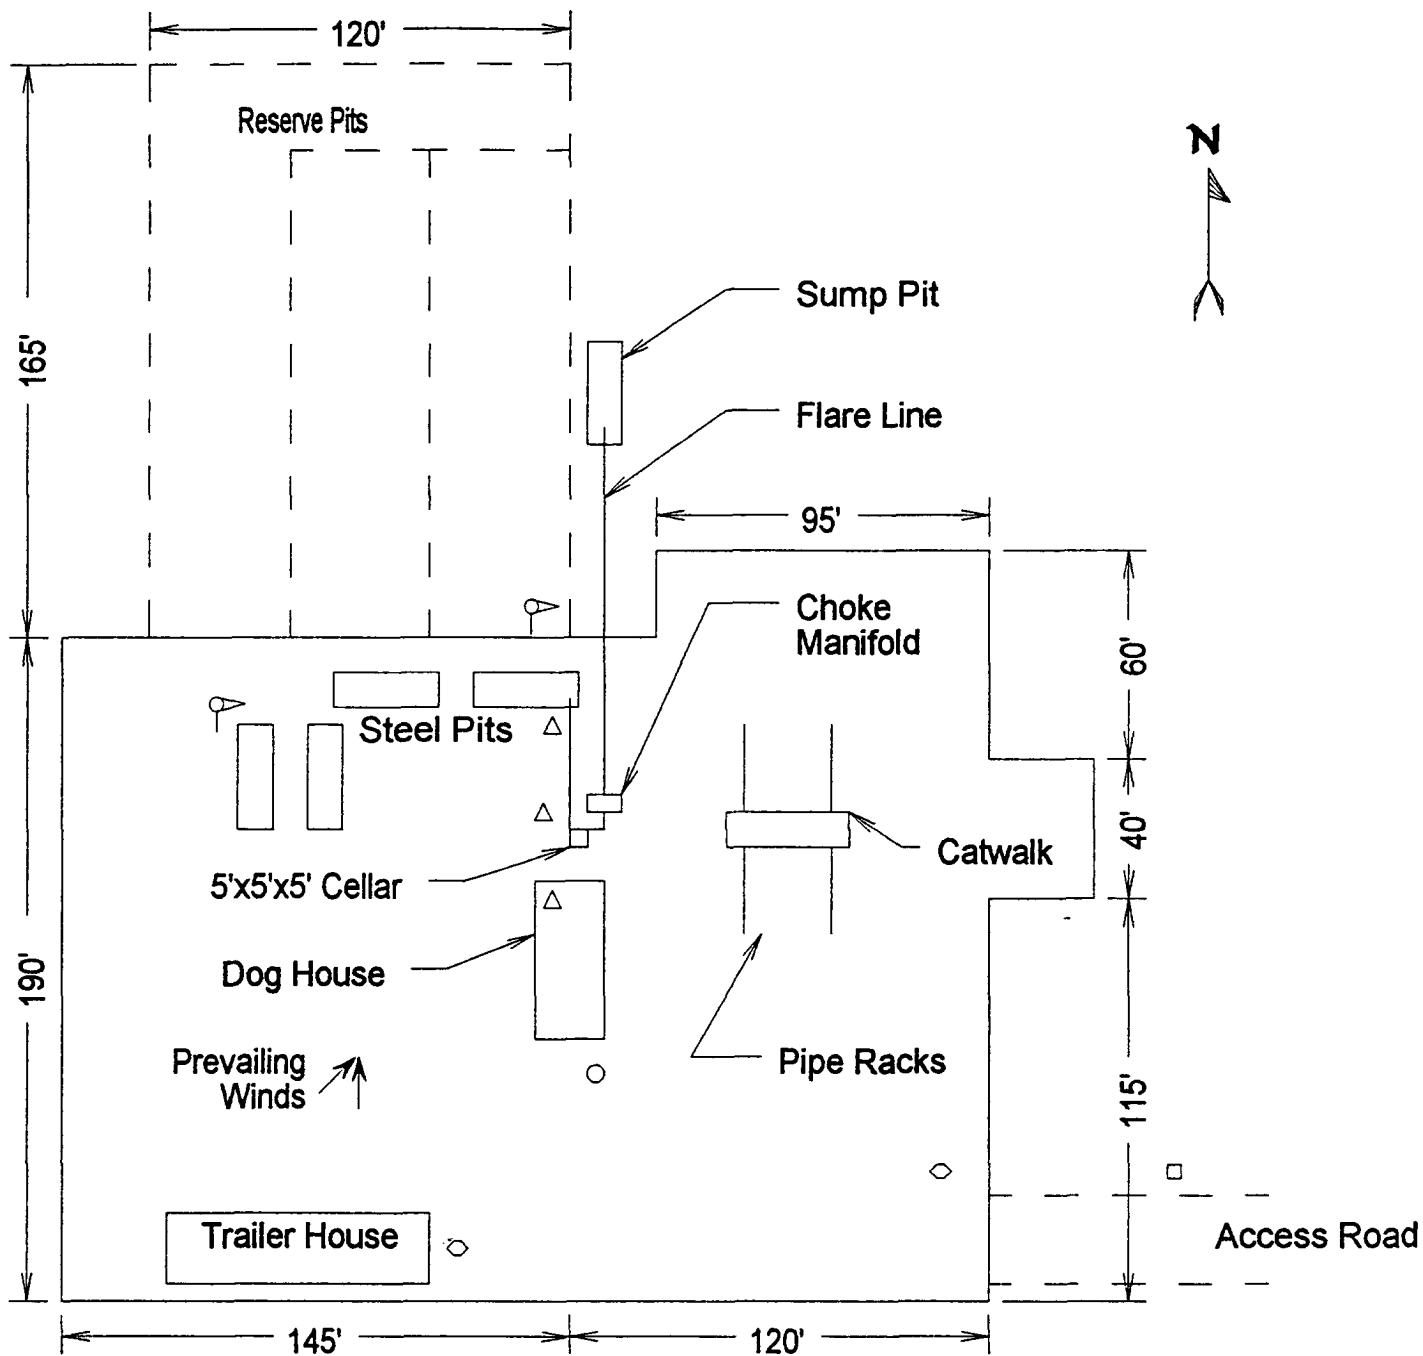 120'
Reserve Pits
N
Sump Pit
165'
Flare Line
95'
Choke
Manifold
60'
Steel Pits
40'
Catwalk
5'x5'x5' Cellar
190'
Dog House
Prevailing
Winds
Pipe Racks
115'
Trailer House
Access Road
145'
120'